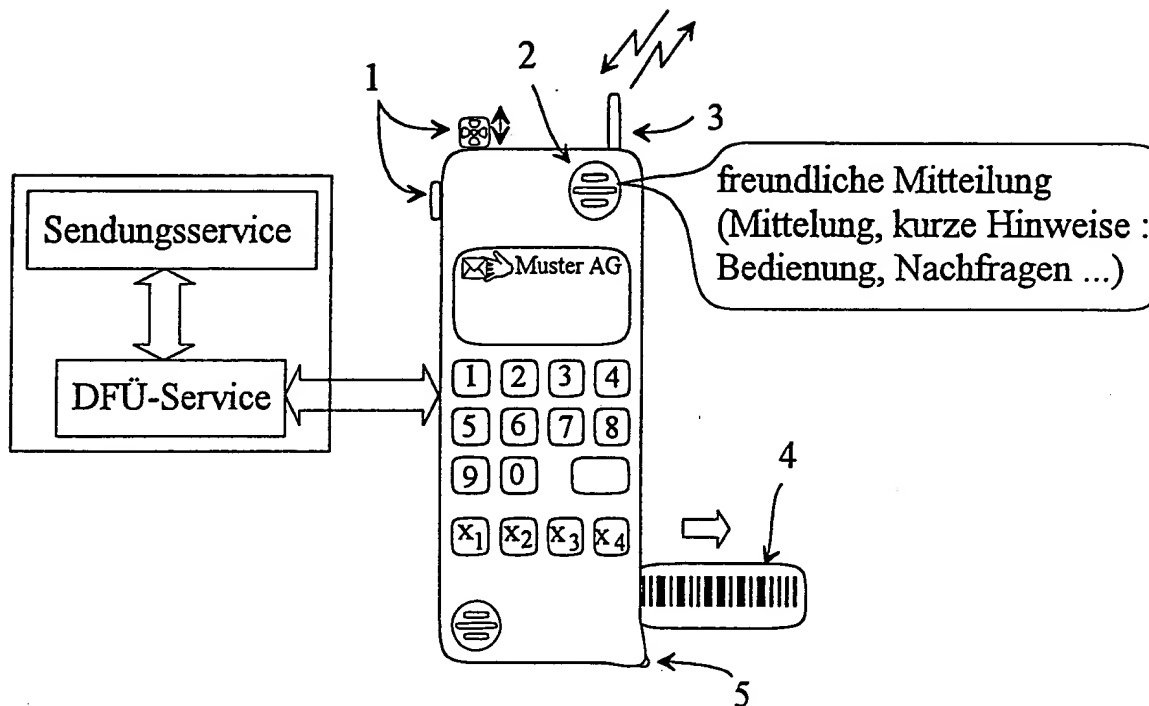 1
2
3
freundliche Mitteilung
(Mittelung, kurze Hinweise :
Bedienung, Nachfragen ...)
Sendungsservice
Muster AG
DFÜ-Service
1 2 3 4
5 6 7 8
9 0
X1 X2 X3 X4
4
5